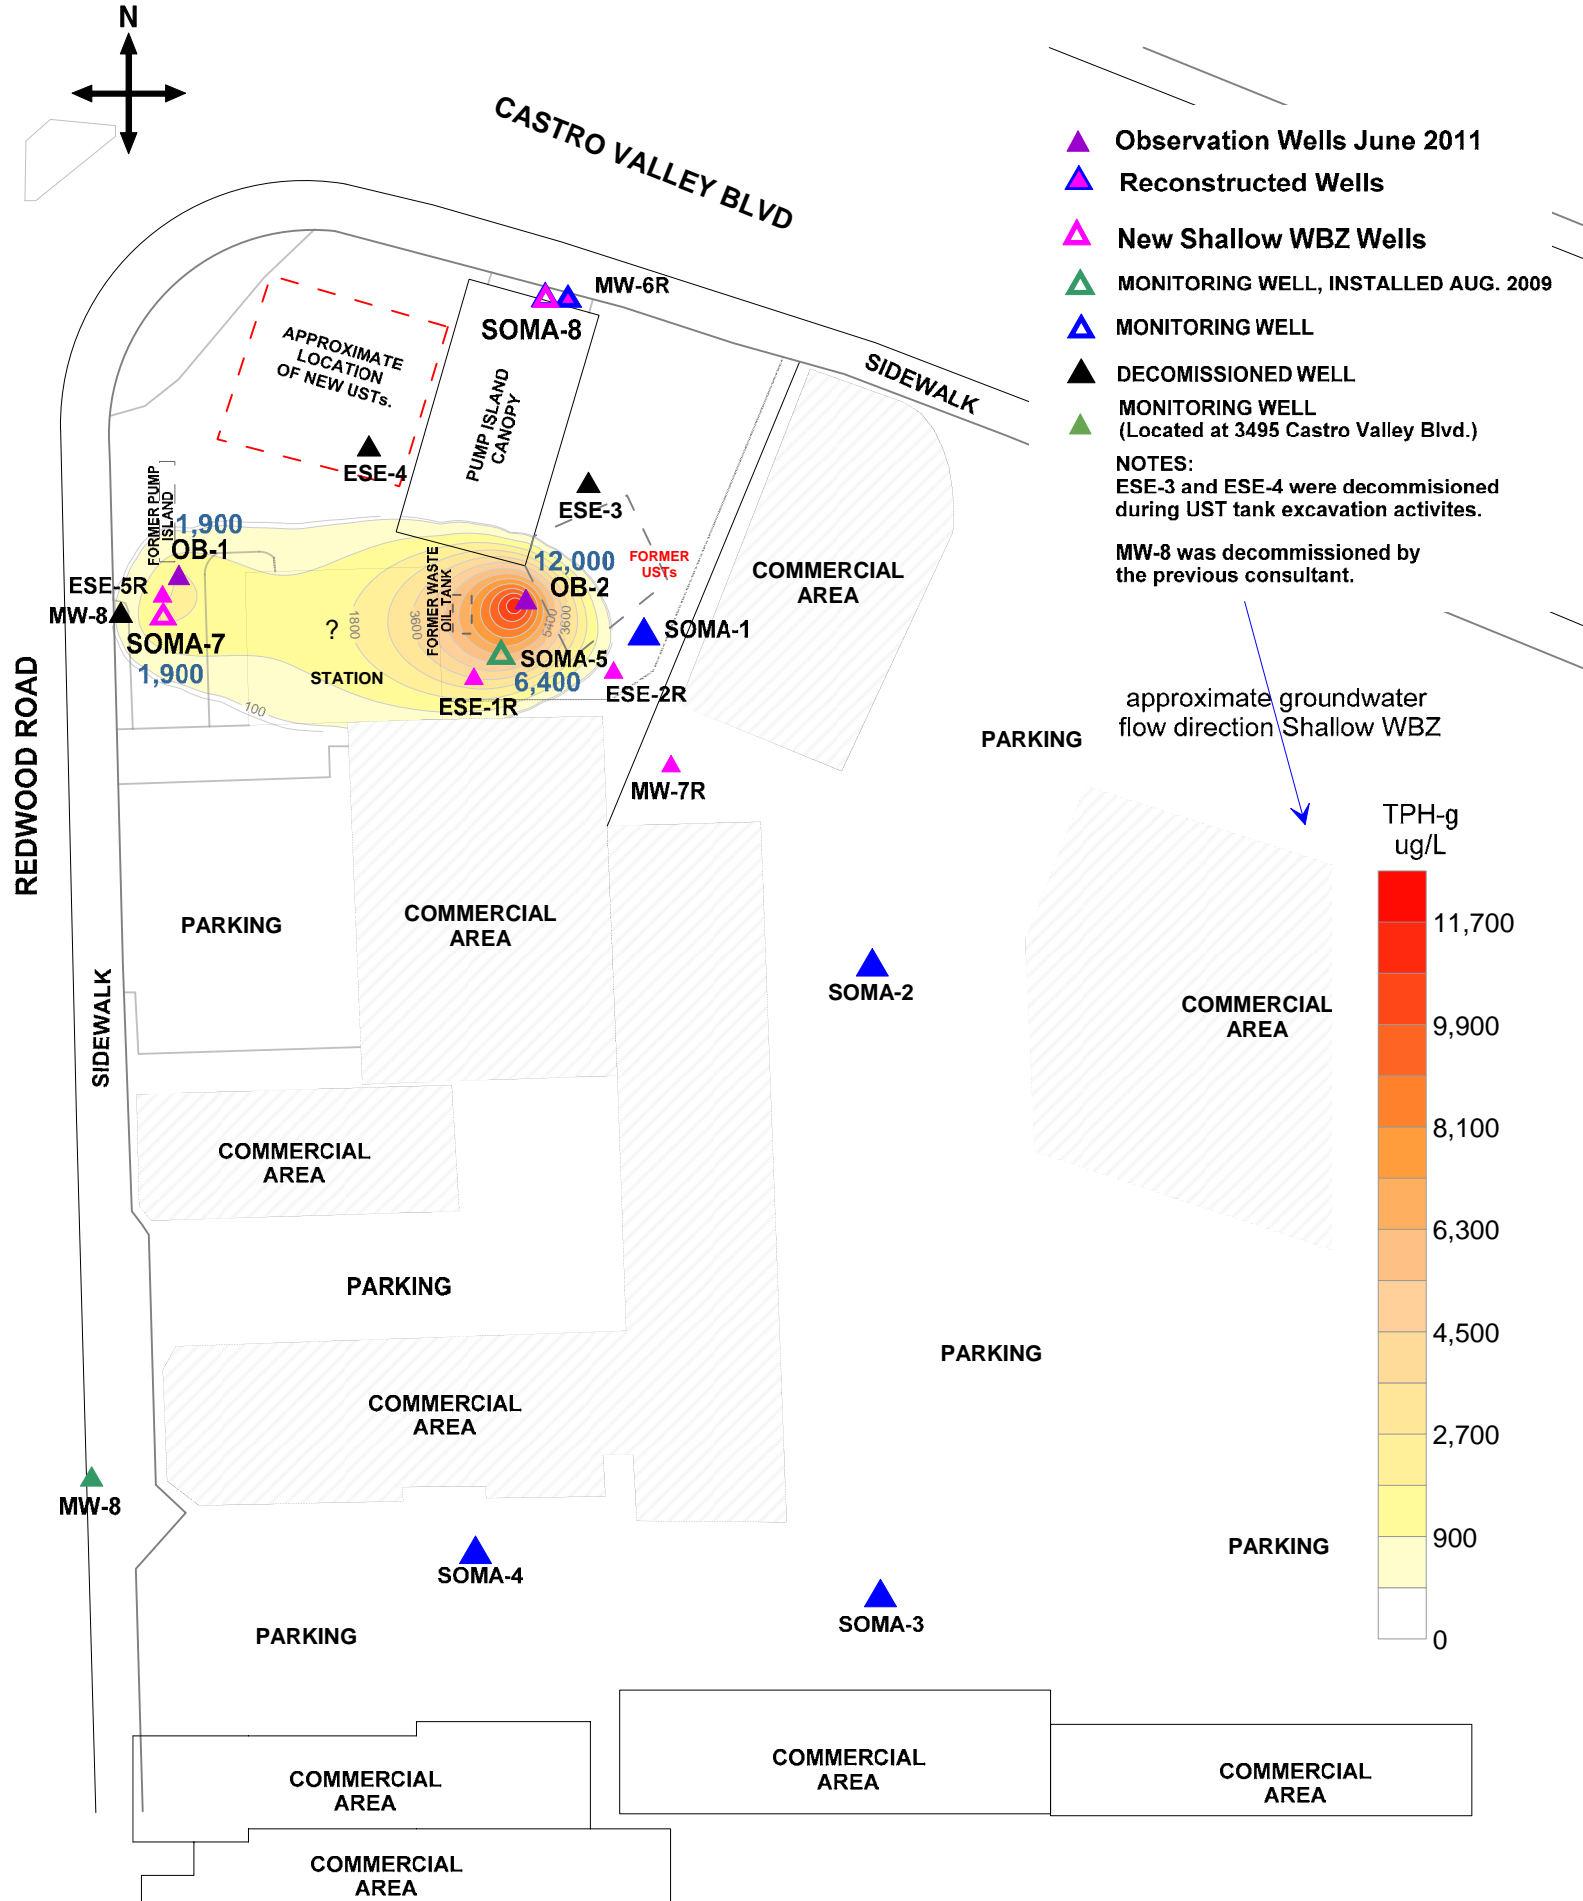 N
CASTRO VALLEY BLVD
Observation Wells June 2011
Reconstructed Wells
New Shallow WBZ Wells
MONITORING WELL, INSTALLED AUG. 2009
MONITORING WELL
DECOMISSIONED WELL
MONITORING WELL
(Located at 3495 Castro Valley Blvd.)
NOTES:
ESE-3 and ESE-4 were decommisioned
during UST tank excavation activites.
MW-8 was decommissioned by
the previous consultant.
approximate groundwater
flow direction Shallow WBZ
MW-6R
SOMA-8
SIDEWALK
APPROXIMATE
LOCATION
OF NEW USTs.
PUMP ISLAND
CANOPY
ESE-4
ESE-3
FORMER PUMP
ISLAND
1,900
OB-1
ESE-5R
MW-8
SOMA-7
1,900
12,000
OB-2
FORMER
USTs
FORMER WASTE
OIL TANK
?
1800
3600
5400
3600
100
STATION
SOMA-1
SOMA-5
6,400
ESE-1R
ESE-2R
MW-7R
COMMERCIAL
AREA
PARKING
REDWOOD ROAD
SIDEWALK
PARKING
COMMERCIAL
AREA
SOMA-2
COMMERCIAL
AREA
TPH-g
ug/L
11,700
9,900
8,100
6,300
4,500
2,700
900
0
COMMERCIAL
AREA
PARKING
PARKING
COMMERCIAL
AREA
MW-8
SOMA-4
SOMA-3
PARKING
PARKING
COMMERCIAL
AREA
COMMERCIAL
AREA
COMMERCIAL
AREA
COMMERCIAL
AREA